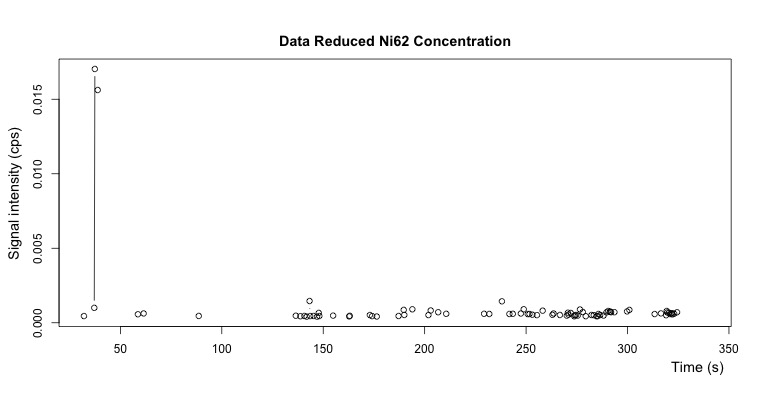 Data Reduced Ni62 Concentration
Signal intensity (cps)
0.015
0.010
0.005
0.000
50 100 150 200 250 300 350
Time (s)